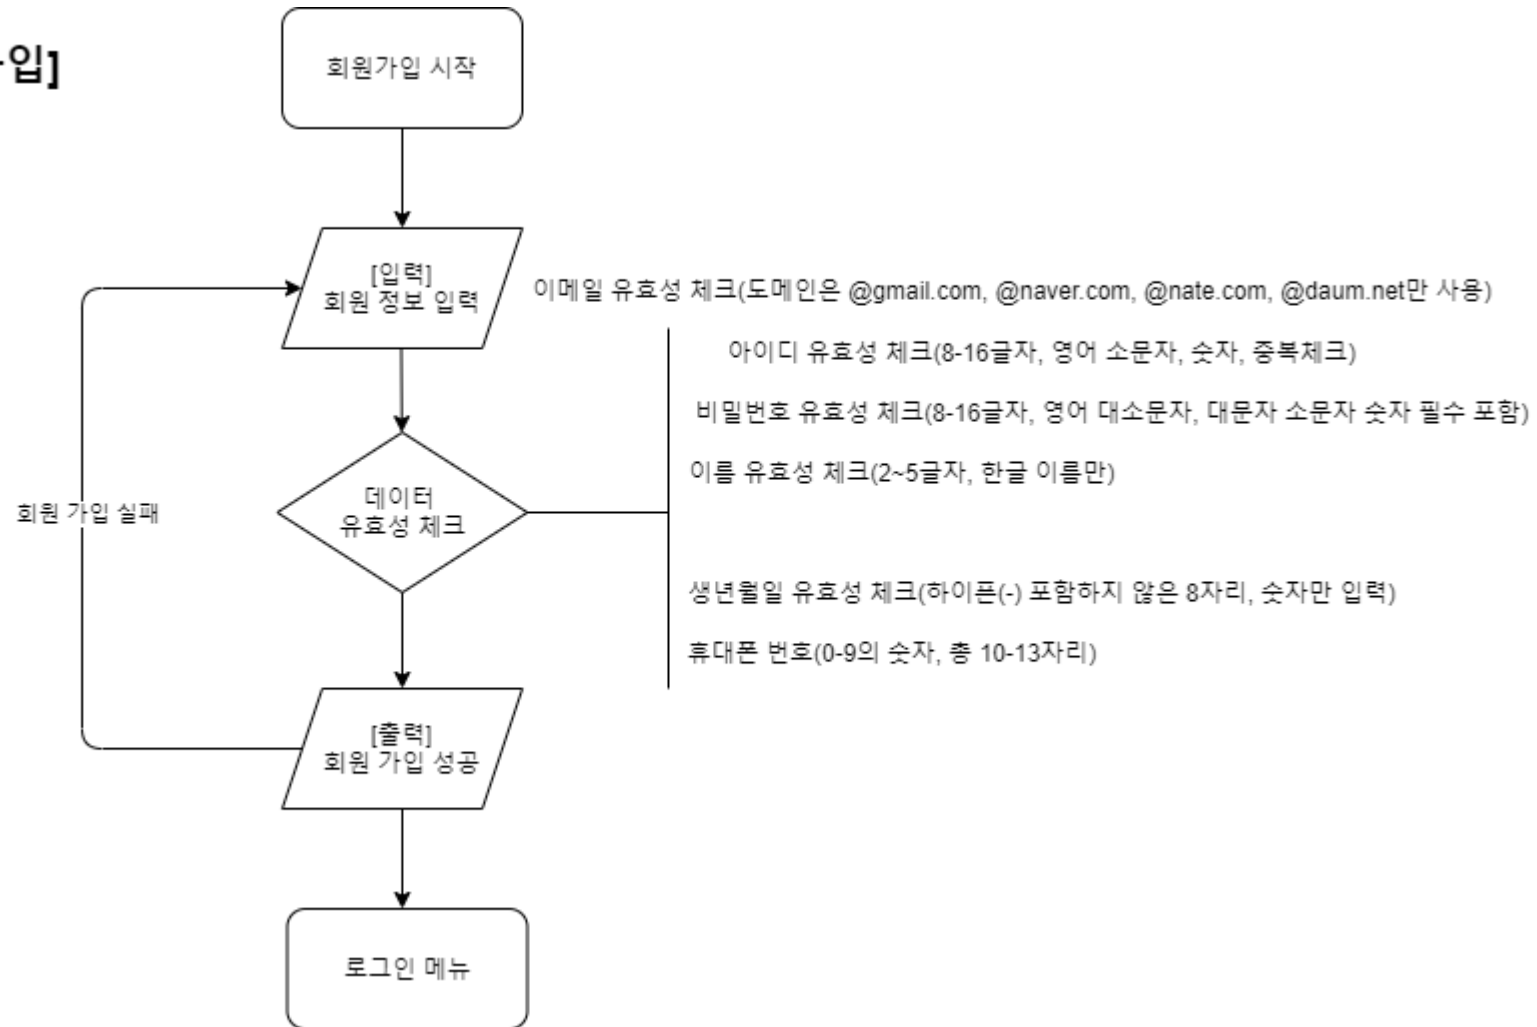 입]
회원가입 시작
[입력]
회원 정보 입력
이메일 유효성 체크(도메인은 @gmail.com, @naver.com, @nate.com, @daum.net만 사용)
아이디 유효성 체크(8-16글자, 영어 소문자, 숫자, 중복체크)
비밀번호 유효성 체크(8-16글자, 영어 대소문자, 대문자 소문자 숫자 필수 포함)
이름 유효성 체크(2~5글자, 한글 이름만)
데이터
유효성 체크
회원 가입 실패
생년월일 유효성 체크(하이픈(-) 포함하지 않은 8자리, 숫자만 입력)
휴대폰 번호(0-9의 숫자, 총 10-13자리)
[출력]
회원 가입 성공
로그인 메뉴